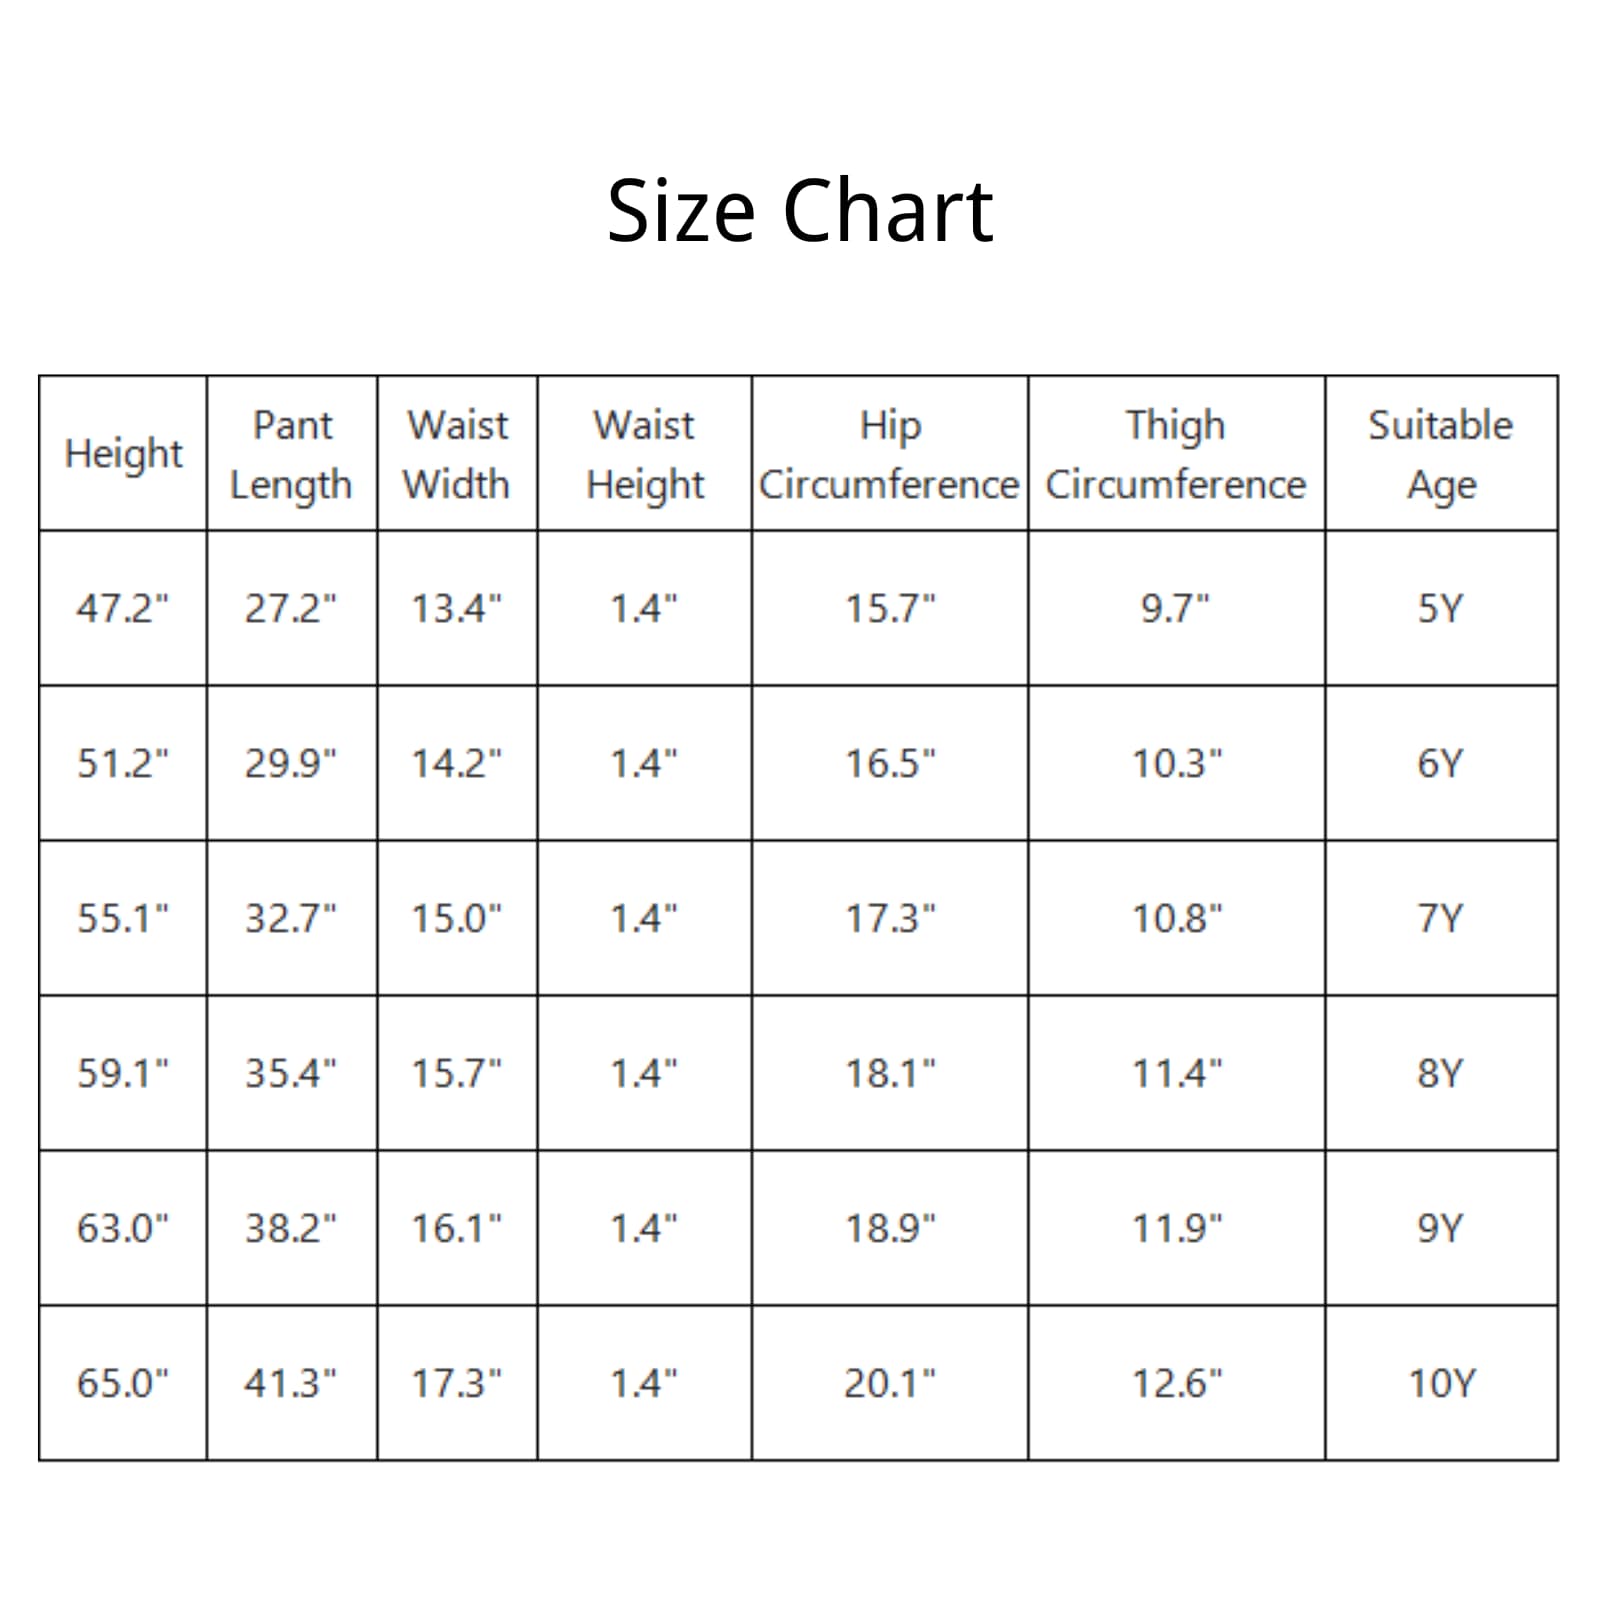 Size Chart
Height Pant Length Waist Width Waist Height Hip Circumference Thigh Circumference Suitable Age
47.2" 27.2" 13.4" 1.4" 15.7" 9.7" 5Y
51.2" 29.9" 14.2" 1.4" 16.5" 10.3" 6Y
55.1" 32.7" 15.0" 1.4" 17.3" 10.8" 7Y
59.1" 35.4" 15.7" 1.4" 18.1" 11.4" 8Y
63.0" 38.2" 16.1" 1.4" 18.9" 11.9" 9Y
65.0" 41.3" 17.3" 1.4" 20.1" 12.6" 10Y